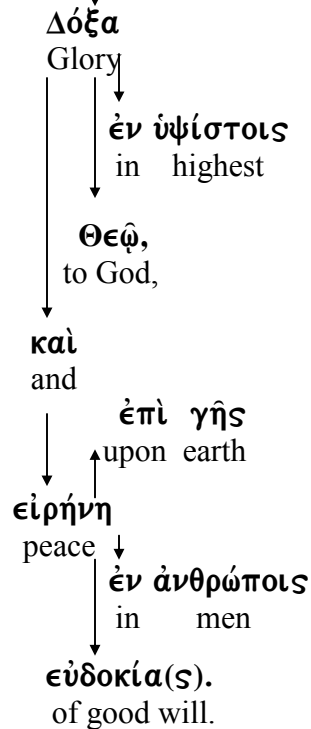 Δόξα
Glory
ἐν ὑψίστοις
in highest
Θεῷ,
to God,
καὶ
and
ἐπὶ γῆς
upon earth
εἰρήνη
peace
ἐν ἀνθρώποις
in men
εὐδοκία(ς).
of good will.